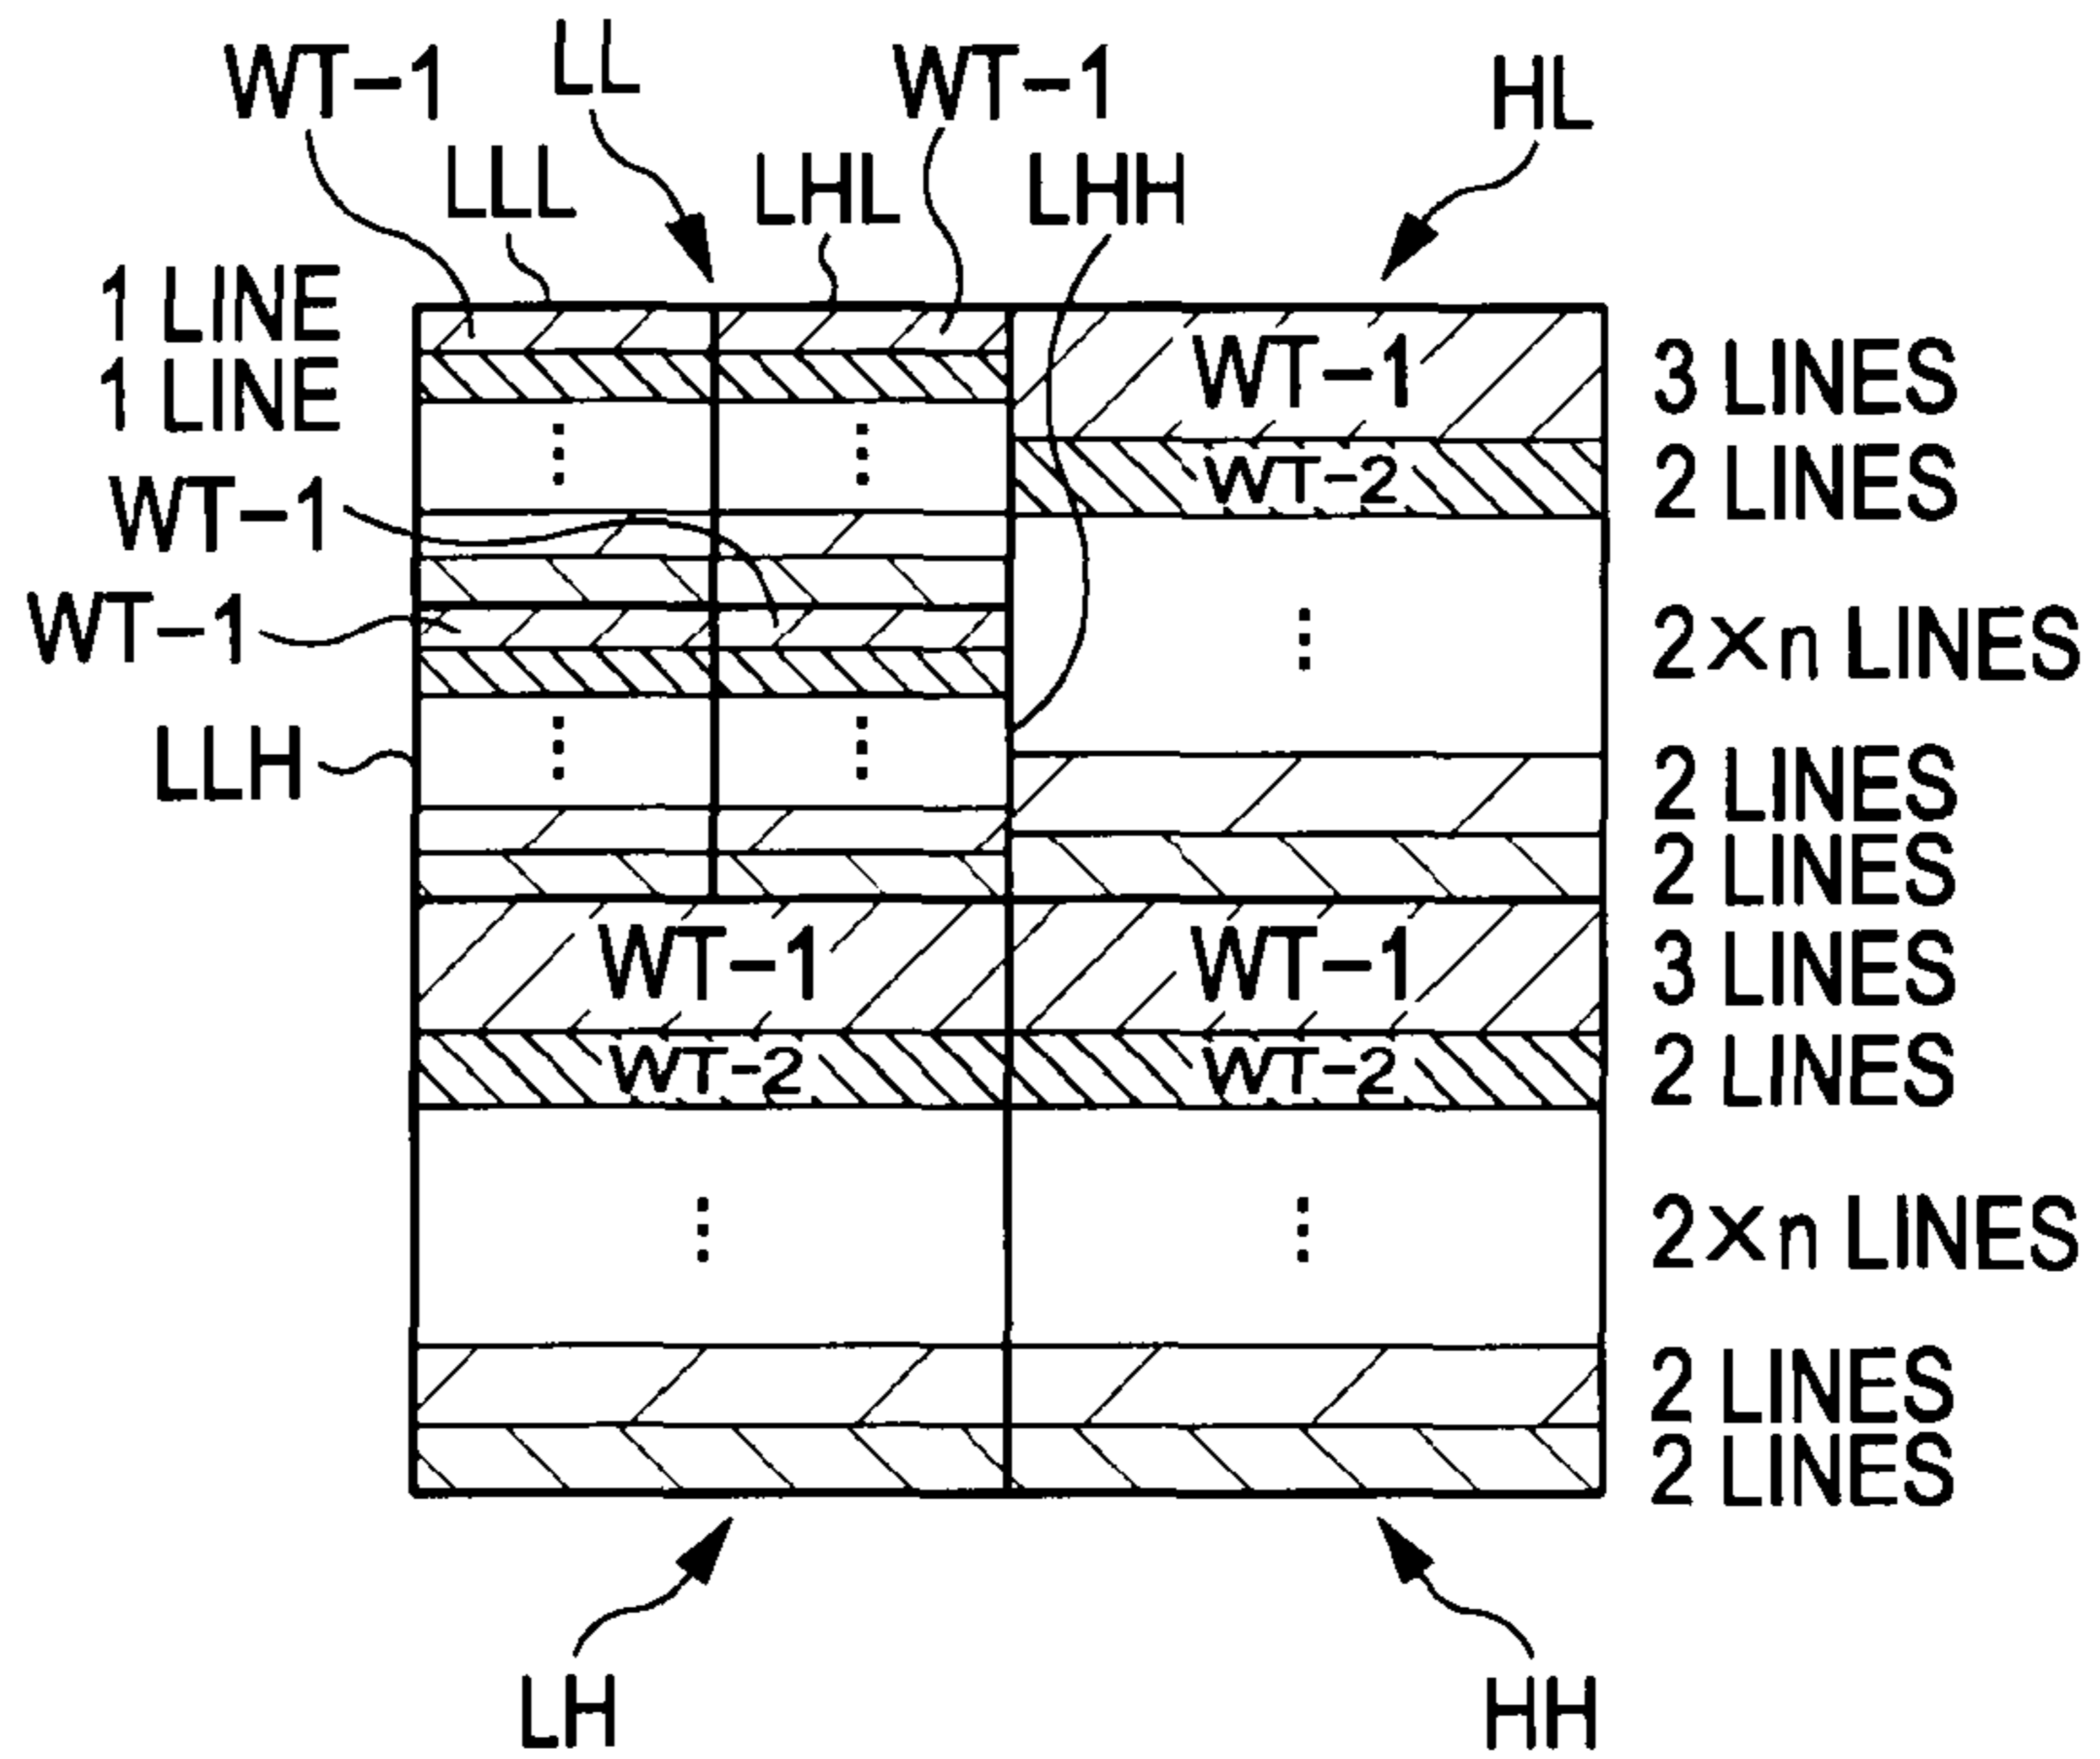 WT-1
LL
WT-1
HL
LLL
LHL
LHH
1 LINE
1 LINE
WT-1
3 LINES
WT-2
2 LINES
WT-1
WT-1
2×n LINES
LLH
2 LINES
2 LINES
WT-1
WT-1
3 LINES
WT-2
WT-2
2 LINES
2×n LINES
2 LINES
2 LINES
LH
HH